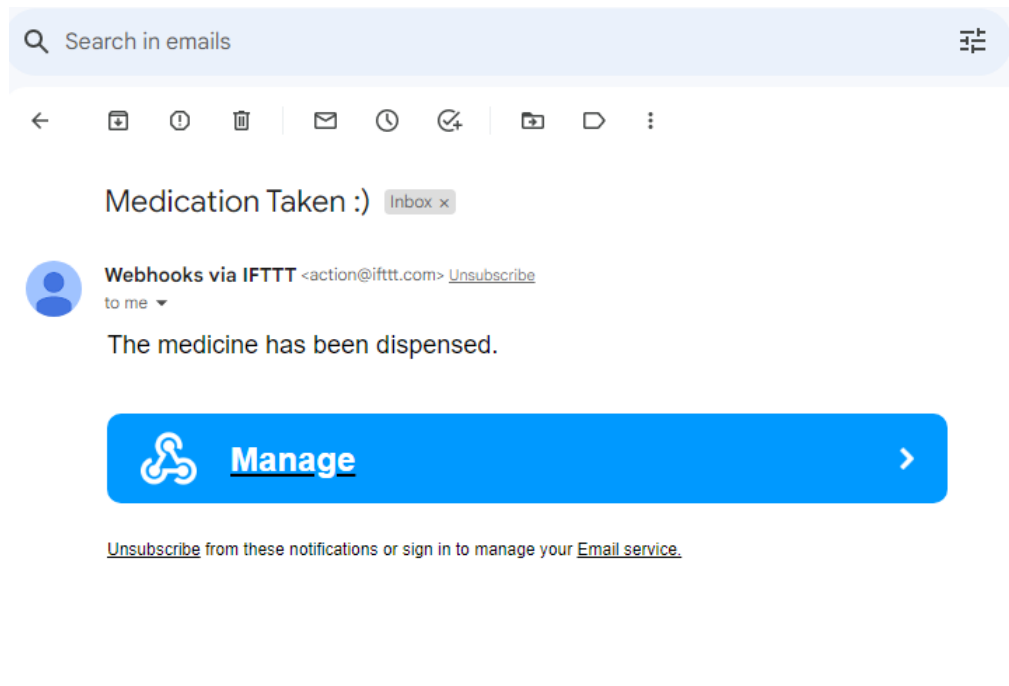 Search in emails
Medication Taken :) Inbox ×
Webhooks via IFTTT <action@ifttt.com> Unsubscribe
to me
The medicine has been dispensed.
Manage
Unsubscribe from these notifications or sign in to manage your Email service.